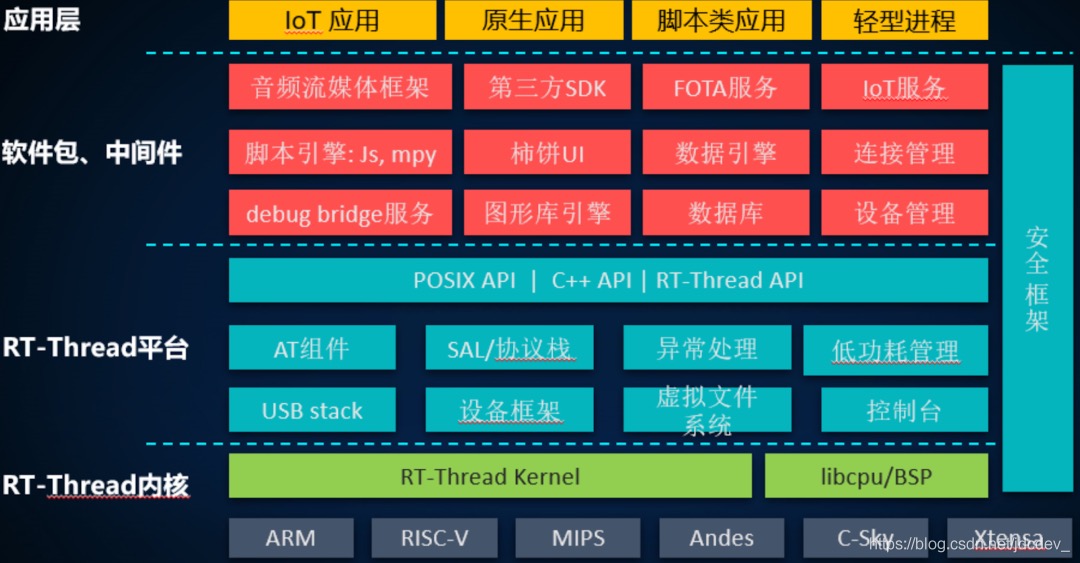 应用层
IoT 应用
原生应用
脚本类应用
轻型进程
音频流媒体框架
第三方SDK
FOTA服务
IoT服务
软件包、中间件
脚本引擎: Js, mpy
柿饼UI
数据引擎
连接管理
debug bridge服务
图形库引擎
数据库
设备管理
安全框架
POSIX API | C++ API | RT-Thread API
RT-Thread平台
AT组件
SAL/协议栈
异常处理
低功耗管理
USB stack
设备框架
虚拟文件
系统
控制台
RT-Thread内核
RT-Thread Kernel
libcpu/BSP
ARM
RISC-V
MIPS
Andes
C-Sky
Xtensa